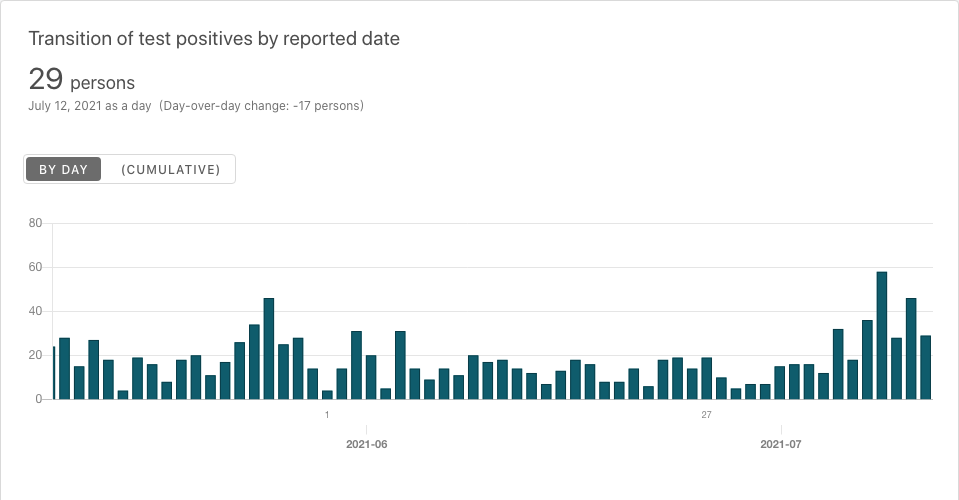 Transition of test positives by reported date
29 persons
July 12, 2021 as a day (Day-over-day change: -17 persons)
BY DAY (CUMULATIVE)
80
60
40
20
0
1 27
2021-06 2021-07